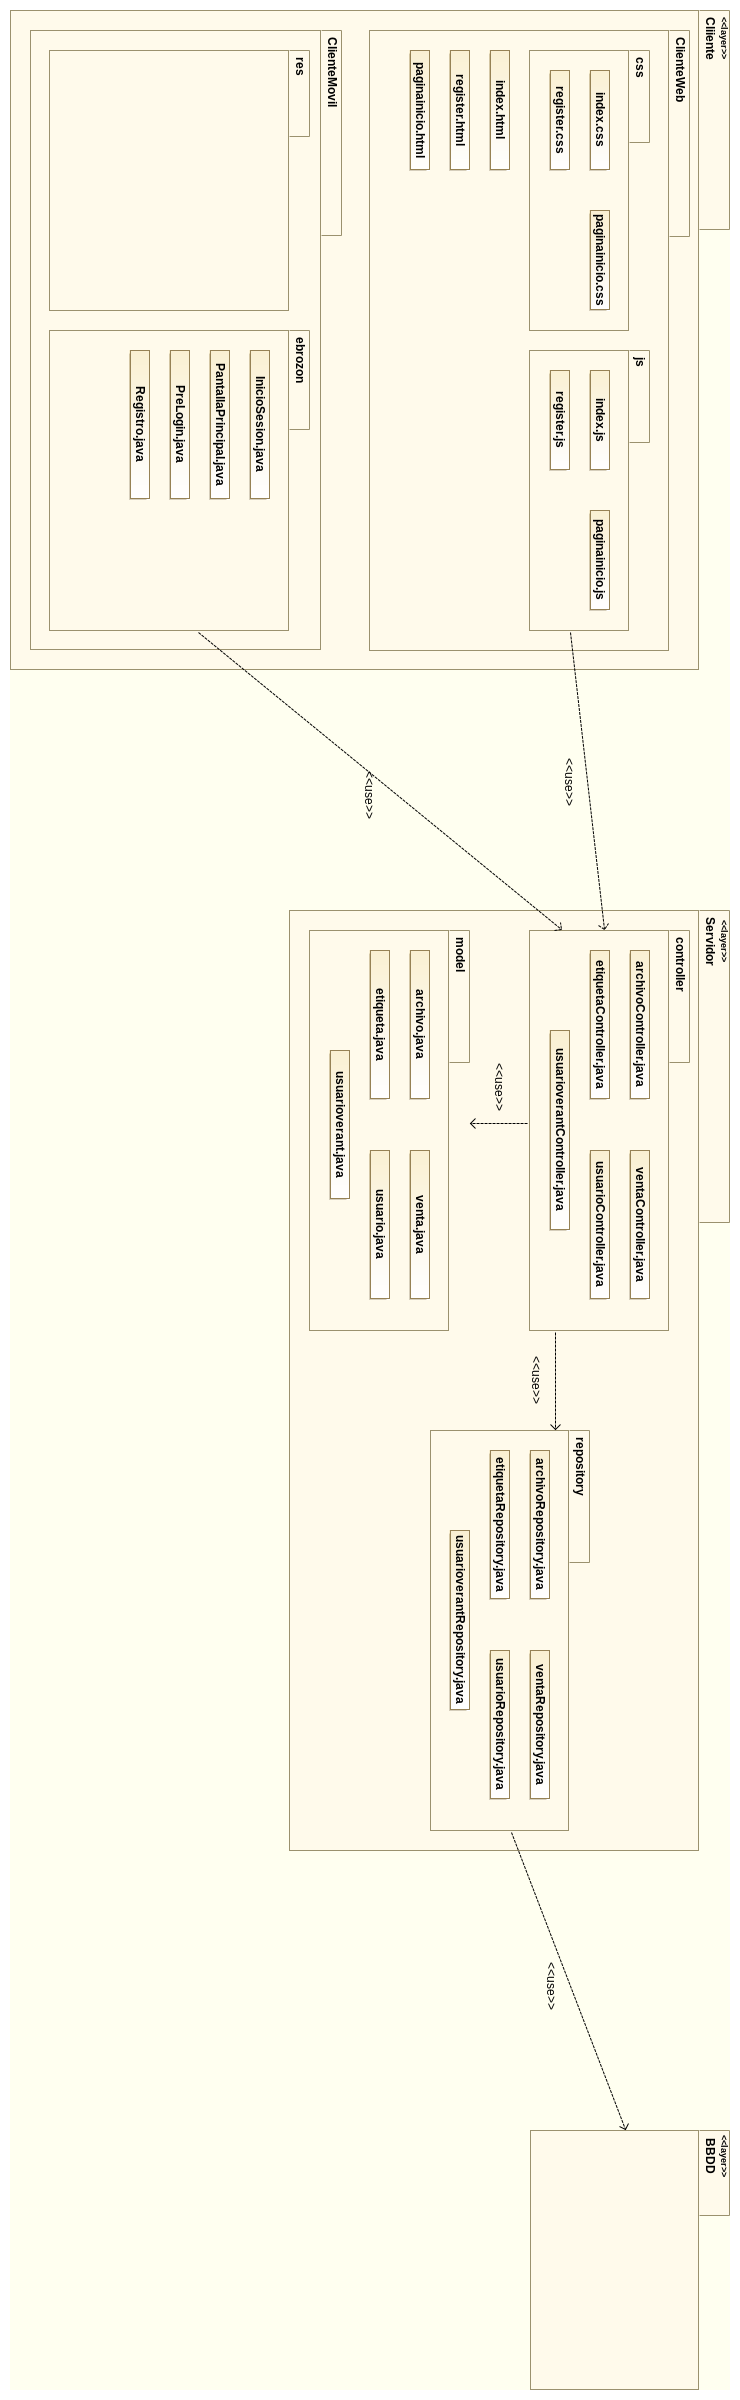 <<layer>>
Cliiente
ClienteWeb
css
index.css
paginainicio.css
register.css
js
index.js
paginainicio.js
register.js
index.html
register.html
paginainicio.html
ClienteMovil
res
ebrozon
InicioSesion.java
PantallaPrincipal.java
PreLogin.java
Registro.java
<<use>>
<<use>>
<<layer>>
Servidor
controller
archivoController.java
ventaController.java
etiquetaController.java
usuarioController.java
usuarioverantController.java
<<use>>
model
archivo.java
venta.java
etiqueta.java
usuario.java
usuarioverant.java
<<use>>
repository
archivoRepository.java
ventaRepository.java
etiquetaRepository.java
usuarioRepository.java
usuarioverantRepository.java
<<use>>
<<layer>>
BBDD